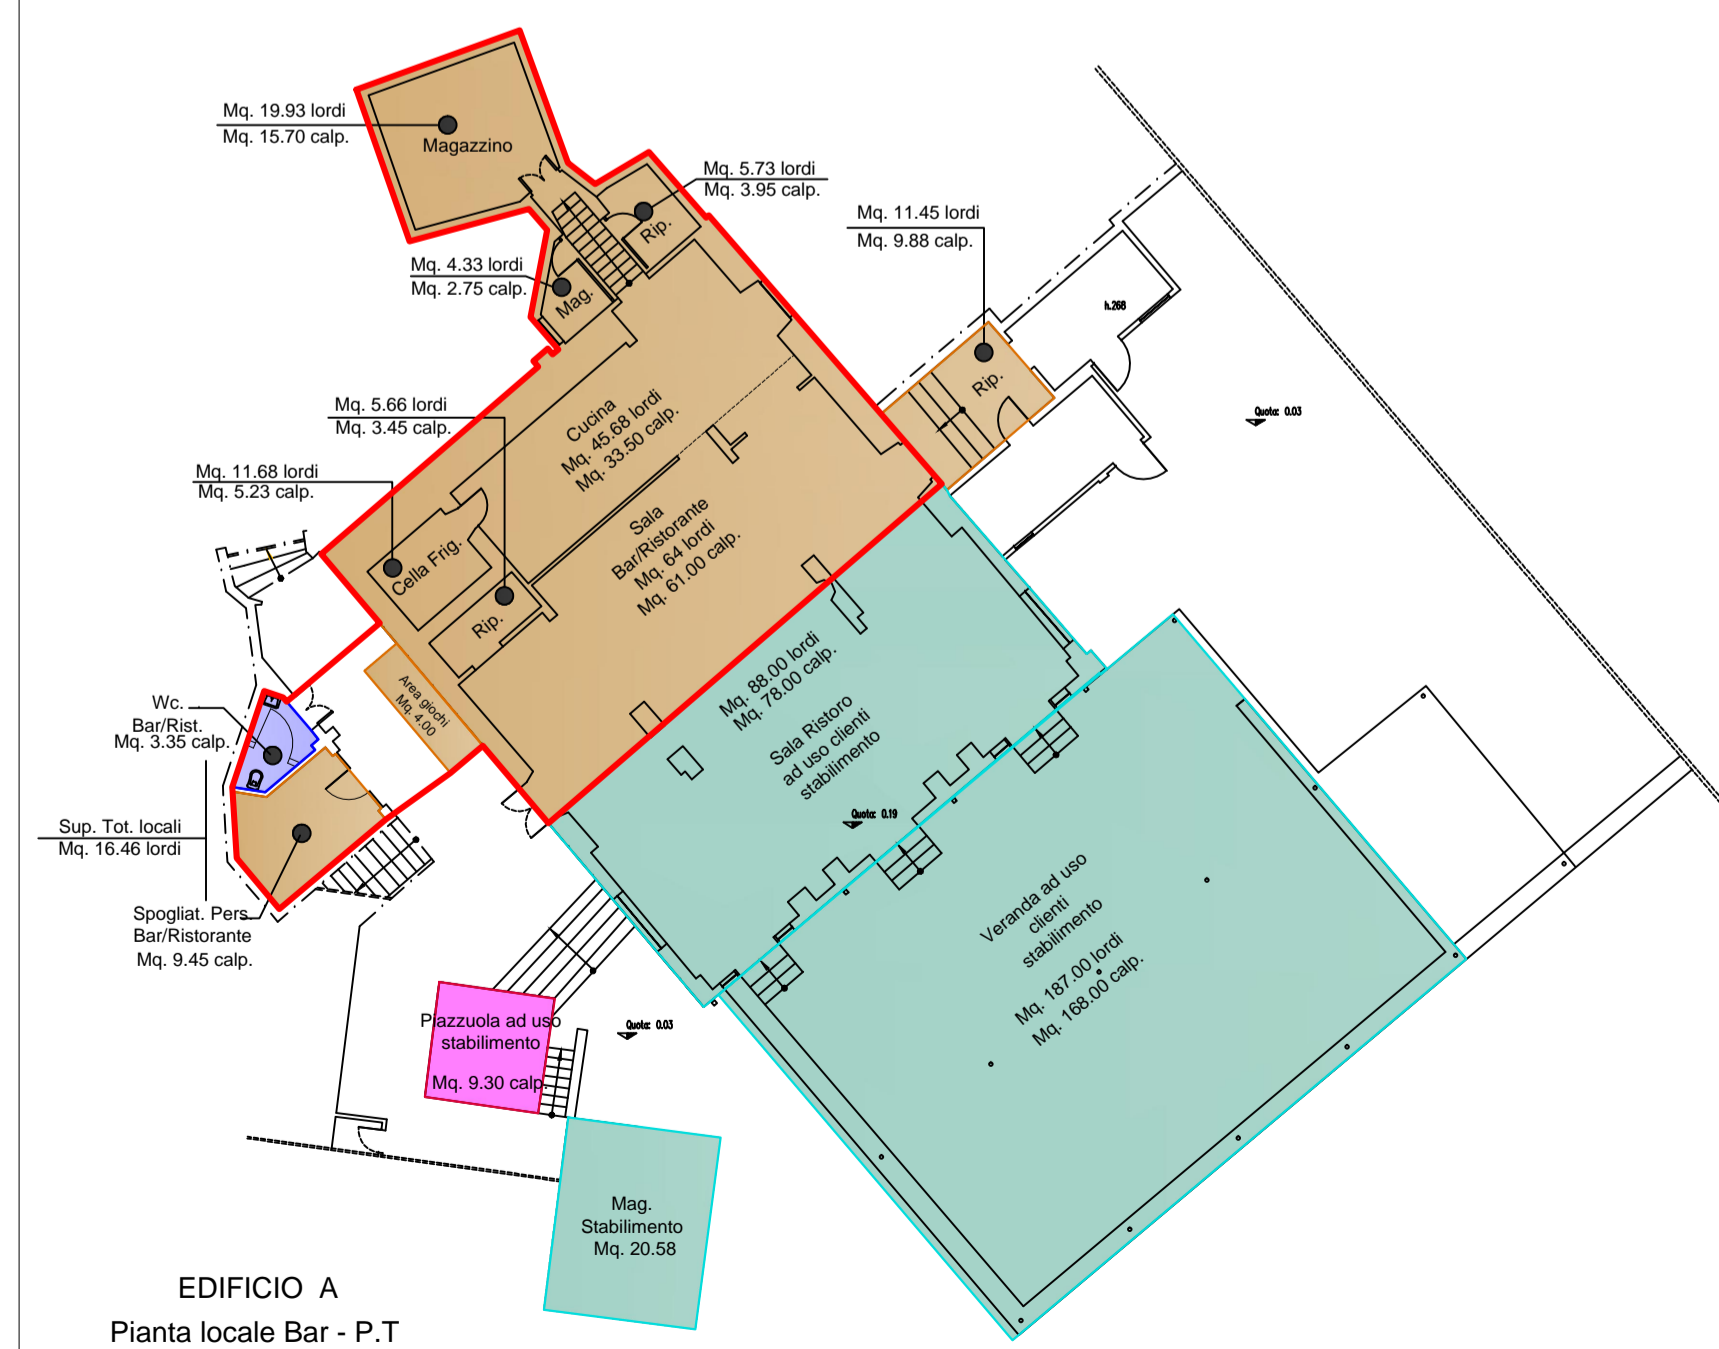 Mq. 19.93 lordi
Mq. 15.70 calp.
Magazzino
Mq. 5.73 lordi
Mq. 3.95 calp.
Rip.
Mq. 11.45 lordi
Mq. 9.88 calp.
Rip.
h.268
Mq. 4.33 lordi
Mq. 2.75 calp.
Mag.
Quota: 0.03
Mq. 5.66 lordi
Mq. 3.45 calp.
Cucina
Mq. 45.68 lordi
Mq. 33.50 calp.
Mq. 11.68 lordi
Mq. 5.23 calp.
Cella Frig.
Rip.
Sala
Bar/Ristorante
Mq. 64 lordi
Mq. 61.00 calp.
Area giochi
Mq. 4.00
Mq. 88.00 lordi
Mq. 78.00 calp.
Sala Ristoro
ad uso clienti
stabilimento
Quota: 0.19
Wc.
Bar/Rist.
Mq. 3.35 calp.
Sup. Tot. locali
Mq. 16.46 lordi
Spogliat. Pers.
Bar/Ristorante
Mq. 9.45 calp.
Veranda ad uso
clienti
stabilimento
Mq. 187.00 lordi
Mq. 168.00 calp.
Piazzuola ad uso
stabilimento
Mq. 9.30 calp.
Quota: 0.03
Mag.
Stabilimento
Mq. 20.58
EDIFICIO A
Pianta locale Bar - P.T